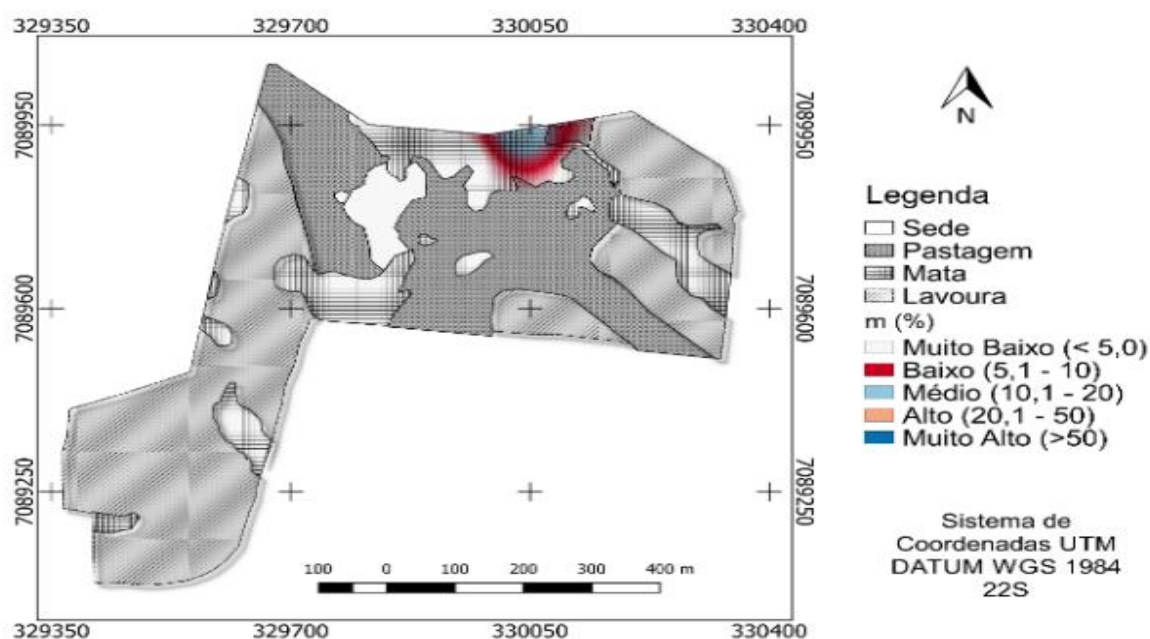 329350 329700 330050 330400
7089950 7089950
7089600 7089600
7089250 7089250
N
Legenda
Sede
Pastagem
Mata
Lavoura
m (%)
Muito Baixo (< 5,0)
Baixo (5,1 - 10)
Médio (10,1 - 20)
Alto (20,1 - 50)
Muito Alto (>50)
Sistema de
Coordenadas UTM
DATUM WGS 1984
22S
100 0 100 200 300 400 m
329350 329700 330050 330400